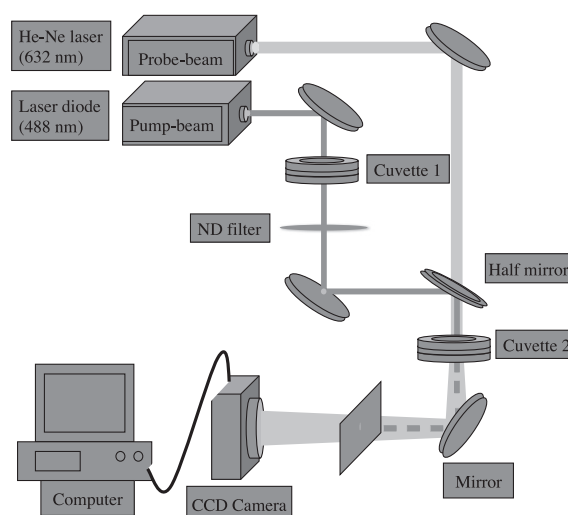 He-Ne laser
(632 nm)
Probe-beam
Laser diode
(488 nm)
Pump-beam
Cuvette 1
ND filter
Half mirror
Cuvette 2
Mirror
Computer
CCD Camera